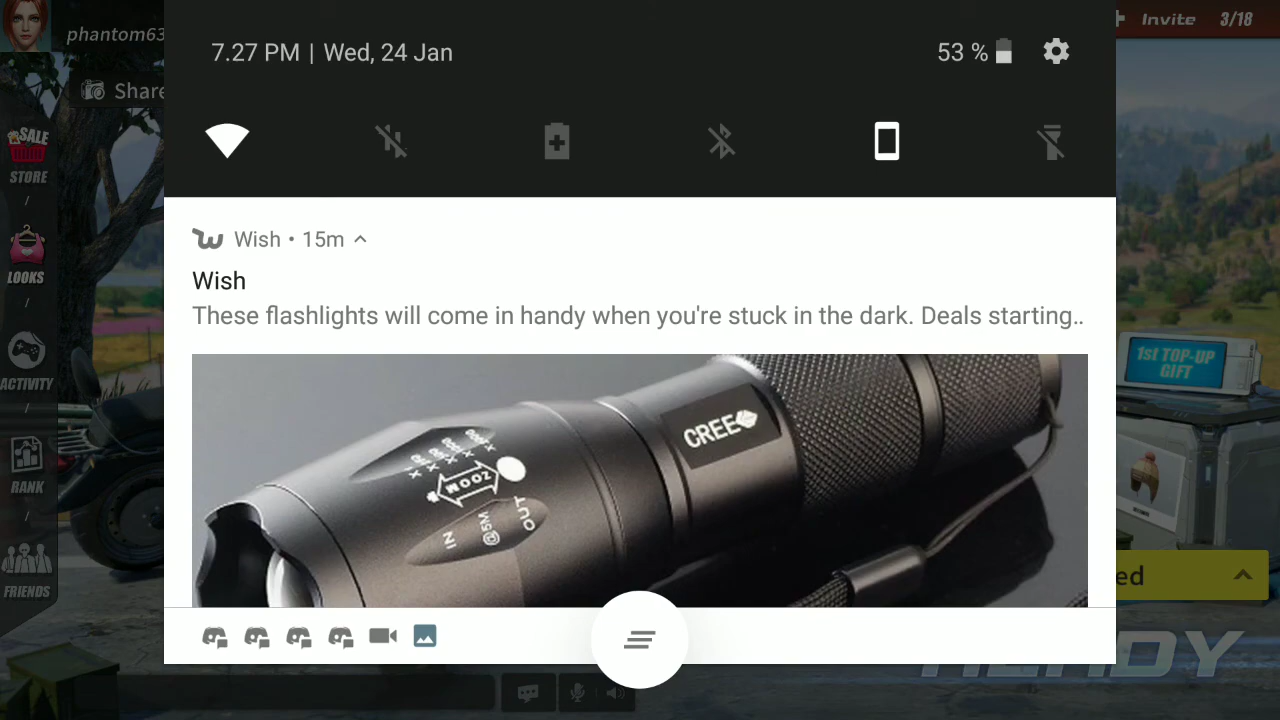 phantom63
7.27 PM | Wed, 24 Jan
53 %
Invite 3/18
Share
SALE
STORE
LOOKS
ACTIVITY
RANK
FRIENDS
Wish • 15m
Wish
These flashlights will come in handy when you're stuck in the dark. Deals starting..
CREE
ZOOM
IN
@5M
OUT
1st TOP-UP
GIFT
ed
READY